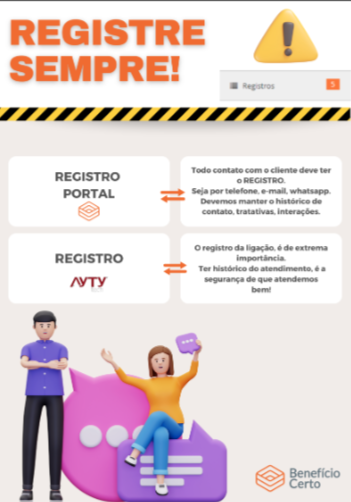 REGISTRE
SEMPRE!
Registros 5
REGISTRO
PORTAL
Todo contato com o cliente deve ter
o REGISTRO.
Seja por telefone, e-mail, whatsapp.
Devemos manter o histórico de
contato, tratativas, interações.
REGISTRO
AYTY
O registro da ligação, é de extrema
importância.
Ter histórico do atendimento, é a
segurança de que atendemos
bem!
Benefício
Certo